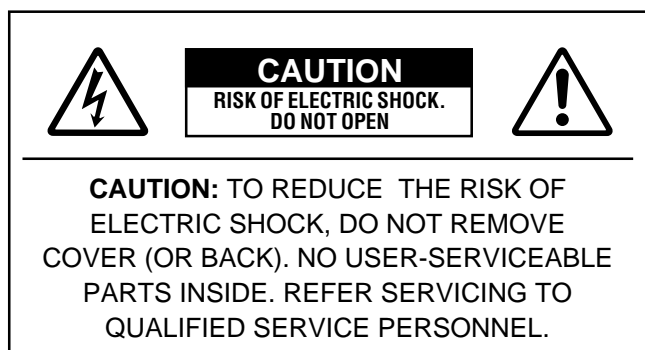 CAUTION
RISK OF ELECTRIC SHOCK.
DO NOT OPEN
CAUTION: TO REDUCE THE RISK OF
ELECTRIC SHOCK, DO NOT REMOVE
COVER (OR BACK). NO USER-SERVICEABLE
PARTS INSIDE. REFER SERVICING TO
QUALIFIED SERVICE PERSONNEL.